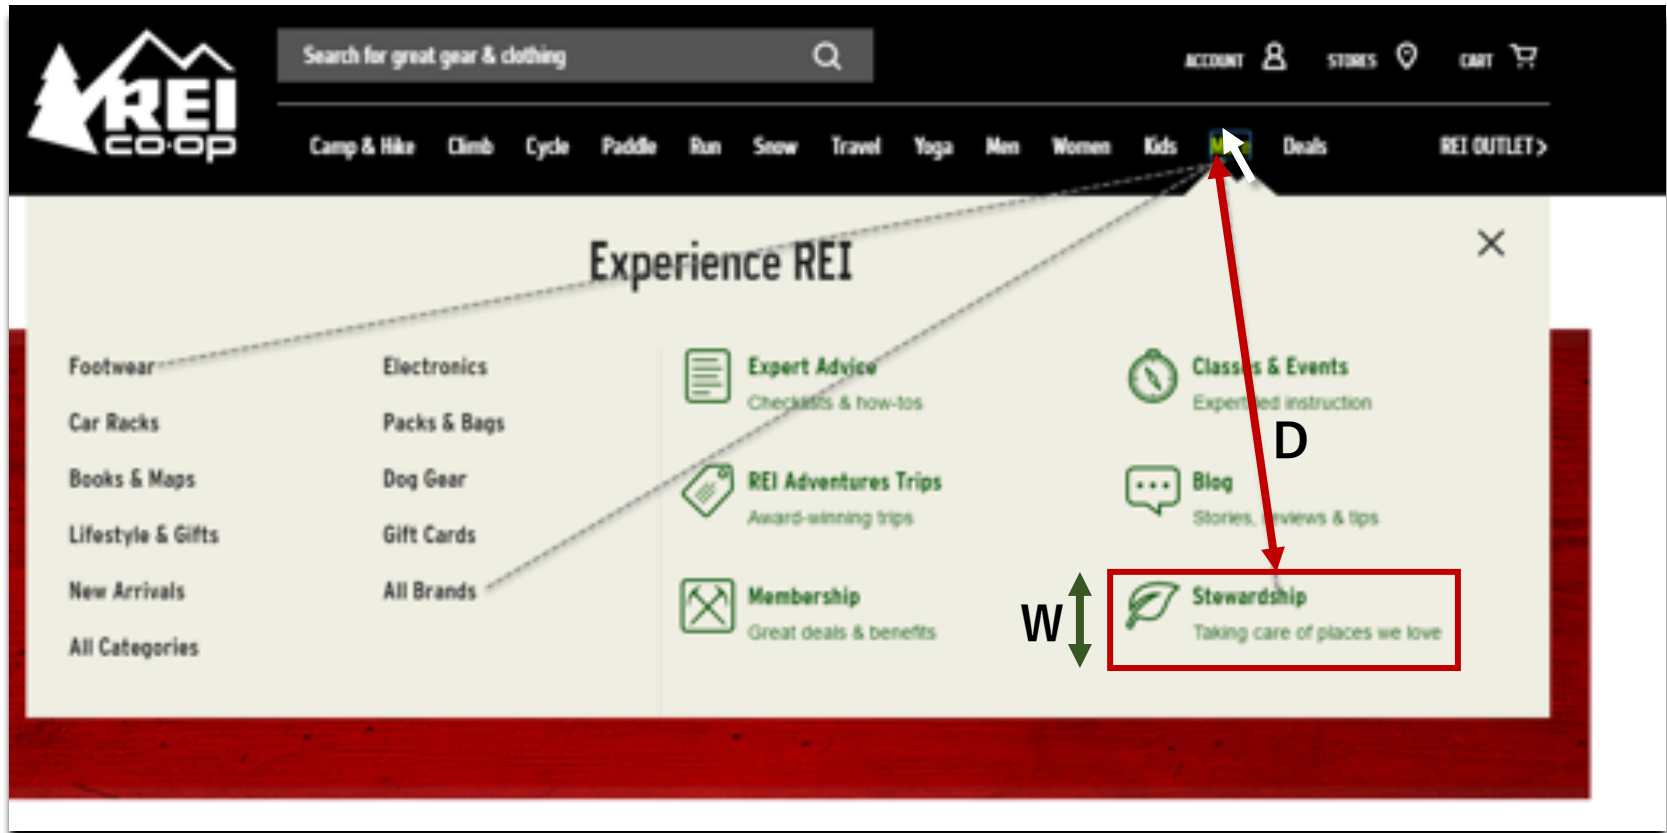 REI
co·op
Search for great gear & clothing
ACCOUNT
STORES
CART
Camp & Hike Climb Cycle Paddle Run Snow Travel Yoga Men Women Kids Deals REI OUTLET >
Experience REI
Footwear
Car Racks
Books & Maps
Lifestyle & Gifts
New Arrivals
All Categories
Electronics
Packs & Bags
Dog Gear
Gift Cards
All Brands
Expert Advice
Checklists & how-tos
REI Adventures Trips
Award-winning trips
Membership
Great deals & benefits
Classes & Events
Expert-led instruction
Blog
Stories, reviews & tips
Stewardship
Taking care of places we love
D
W